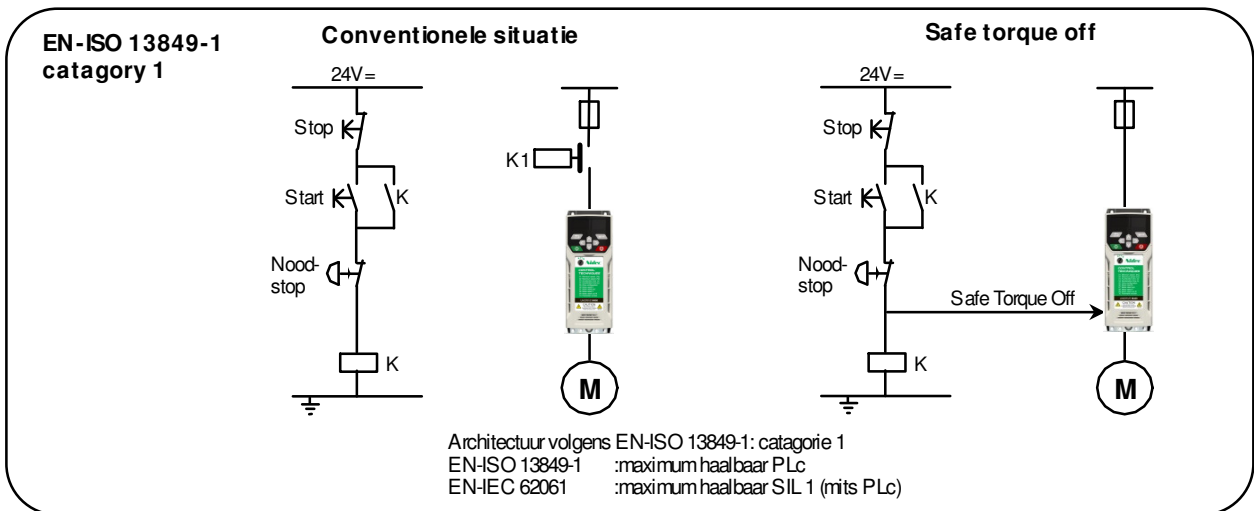 EN-ISO 13849-1
catagory 1
Conventionele situatie
Safe torque off
24V=
Stop
Start
K
Nood-
stop
K
K1
Nidec
M
24V=
Stop
Start
K
Nood-
stop
Safe Torque Off
K
Nidec
M
Architectuur volgens EN-ISO 13849-1: catagorie 1
EN-ISO 13849-1 :maximum haalbaar PLc
EN-IEC 62061 :maximum haalbaar SIL 1 (mits PLc)